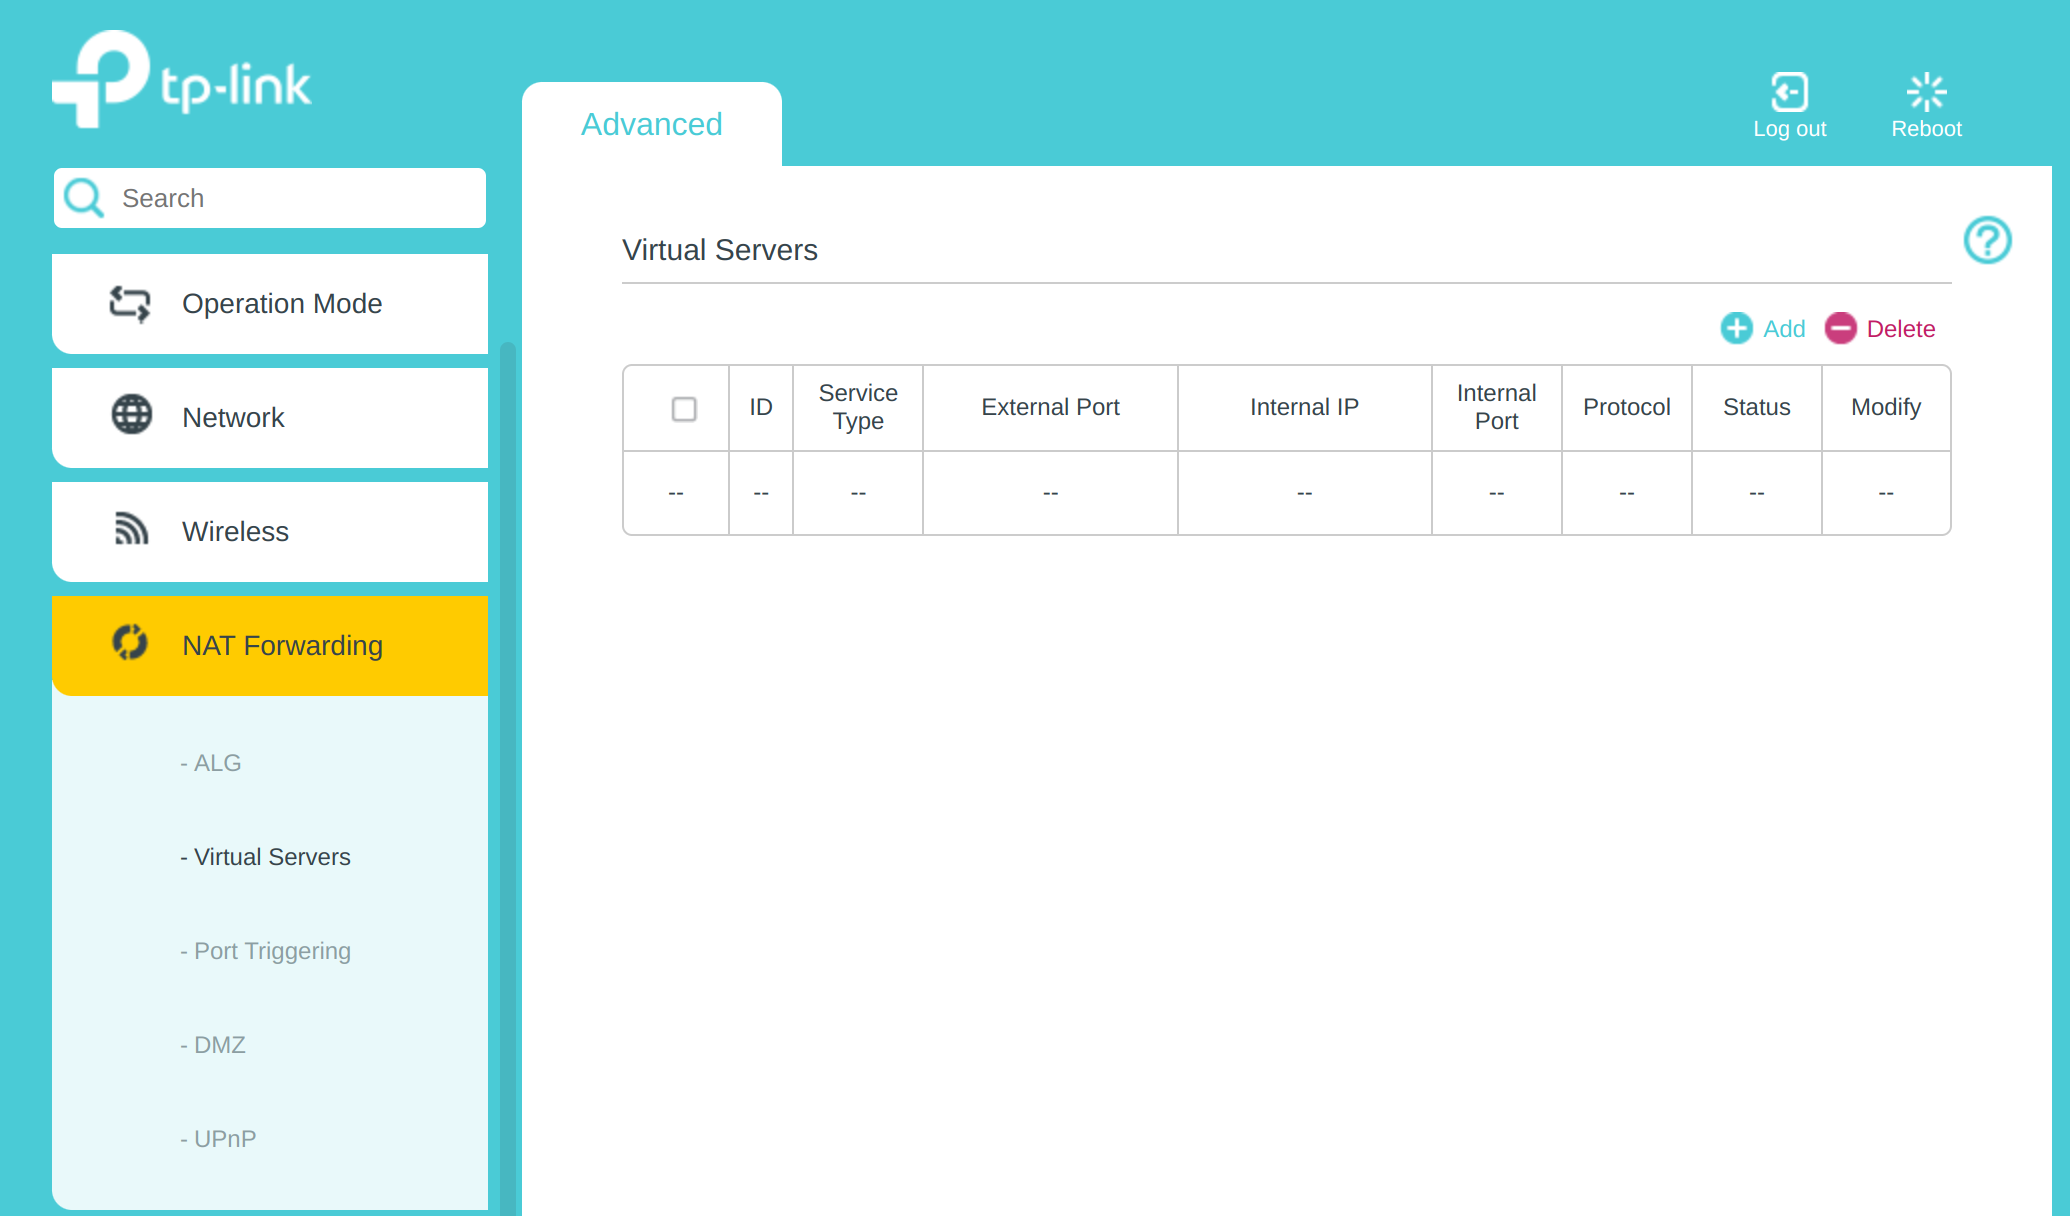 tp-link
Advanced
Log out
Reboot
Search
Operation Mode
Network
Wireless
NAT Forwarding
- ALG
- Virtual Servers
- Port Triggering
- DMZ
- UPnP
Virtual Servers
Add Delete
ID Service Type External Port Internal IP Internal Port Protocol Status Modify
-- -- -- -- -- -- -- -- --